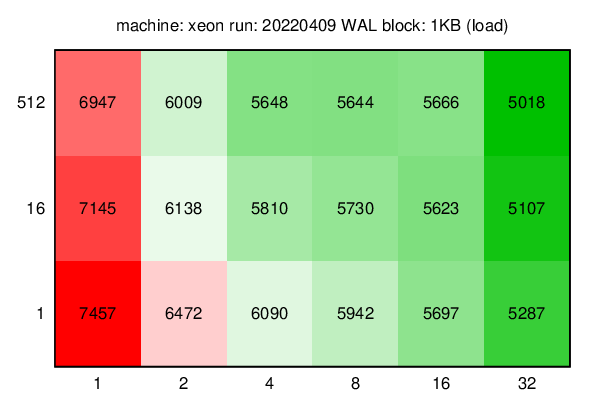 machine: xeon run: 20220409 WAL block: 1KB (load)
512 6947 6009 5648 5644 5666 5018
16 7145 6138 5810 5730 5623 5107
1 7457 6472 6090 5942 5697 5287
1 2 4 8 16 32